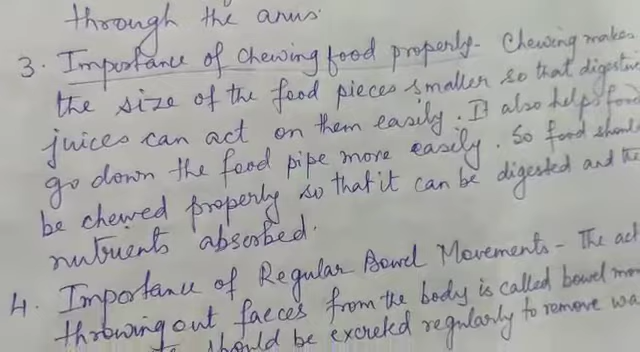 through the anus.
3. Importance of Chewing food properly - Chewing makes
the size of the food pieces smaller so that digestive
juices can act on them easily. It also helps food
go down the food pipe more easily. So food should
be chewed properly so that it can be digested and the
nutrients absorbed.
4. Importance of Regular Bowel Movements - The act
throwing out faeces from the body is called bowel
should be excreted regularly to remove